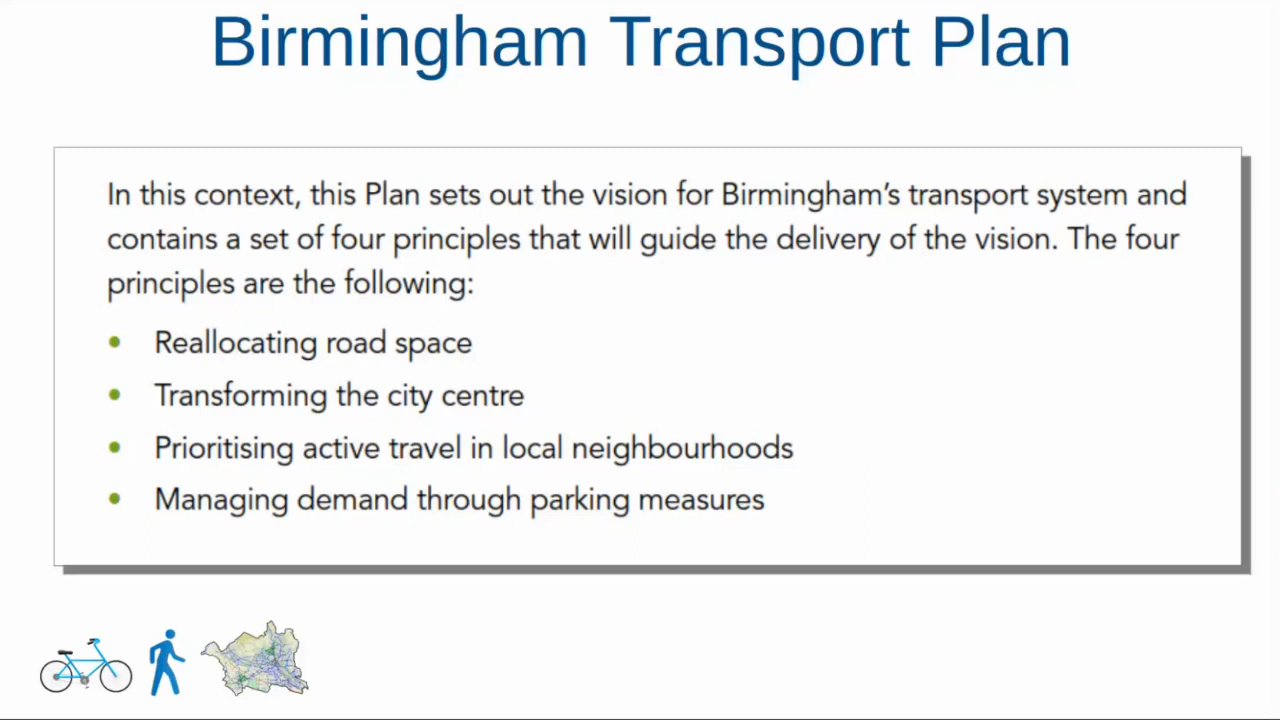 Birmingham Transport Plan
In this context, this Plan sets out the vision for Birmingham’s transport system and
contains a set of four principles that will guide the delivery of the vision. The four
principles are the following:
• Reallocating road space
• Transforming the city centre
• Prioritising active travel in local neighbourhoods
• Managing demand through parking measures